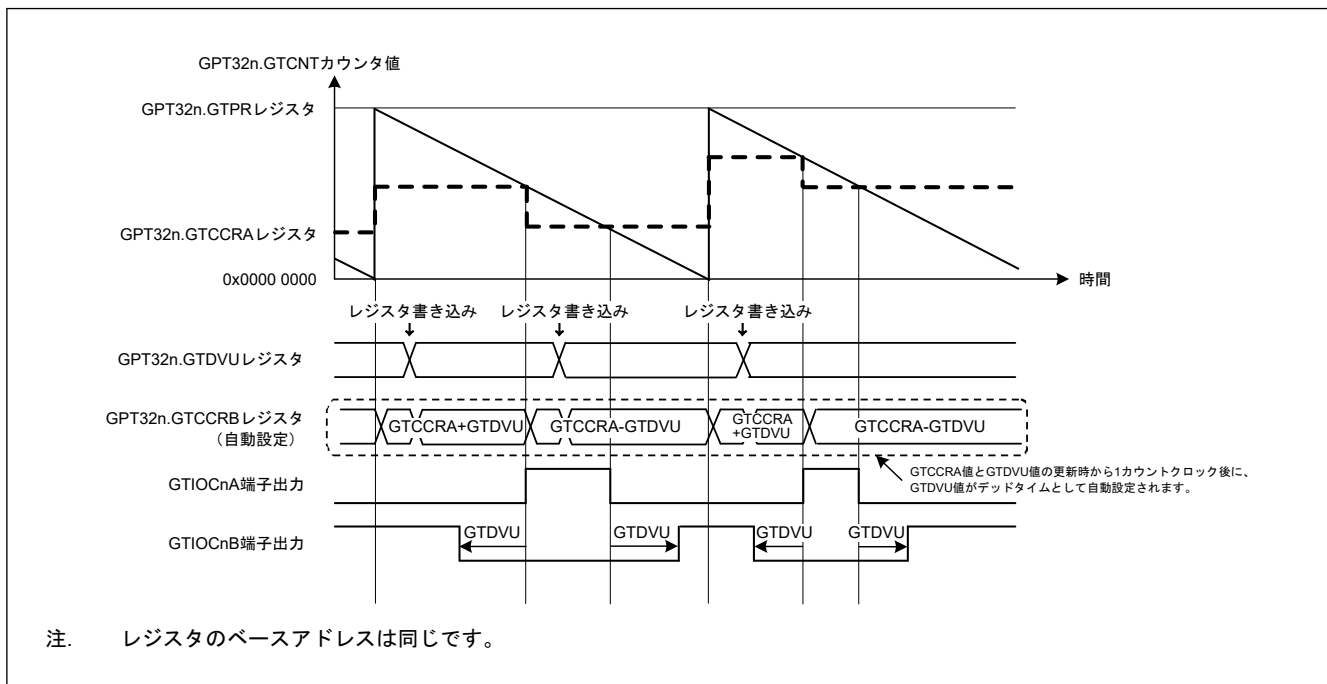 GPT32n.GTCNTカウンタ値
GPT32n.GTPRレジスタ
GPT32n.GTCCRAレジスタ
0x0000 0000
時間
レジスタ書き込み レジスタ書き込み レジスタ書き込み
GPT32n.GTDVUレジスタ
GPT32n.GTCCRBレジスタ
（自動設定）
GTCCRA+GTDVU GTCCRA-GTDVU
GTCCRA
+GTDVU
GTCCRA-GTDVU
GTCCRA値とGTDVU値の更新時から1カウントクロック後に、
GTDVU値がデッドタイムとして自動設定されます。
GTIOCnA端子出力
GTIOCnB端子出力
GTDVU GTDVU GTDVU GTDVU
注. レジスタのベースアドレスは同じです。